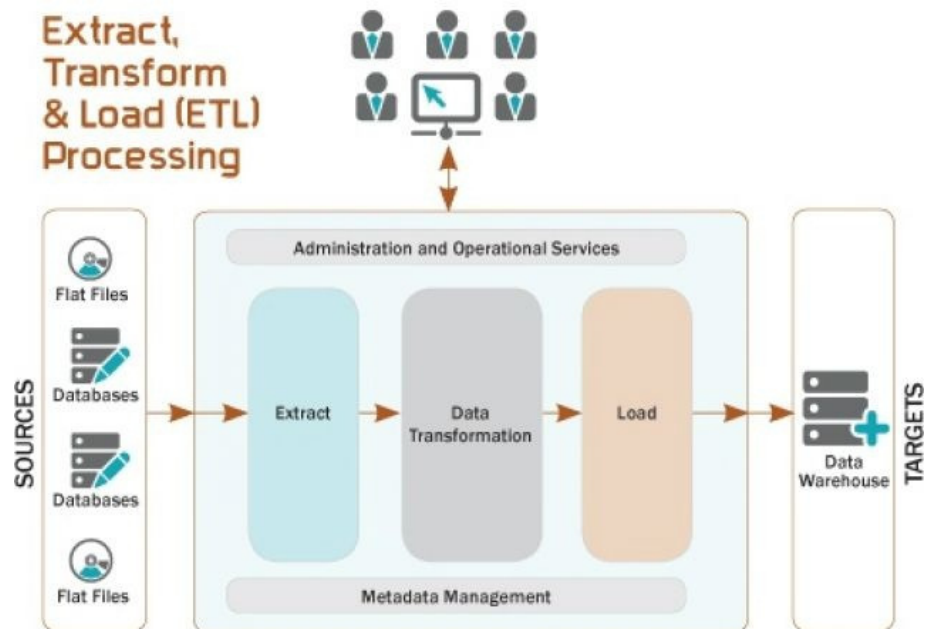 Extract,
Transform
& Load (ETL)
Processing
SOURCES
Flat Files
Databases
Databases
Flat Files
Administration and Operational Services
Extract
Data
Transformation
Load
Metadata Management
Data
Warehouse
TARGETS